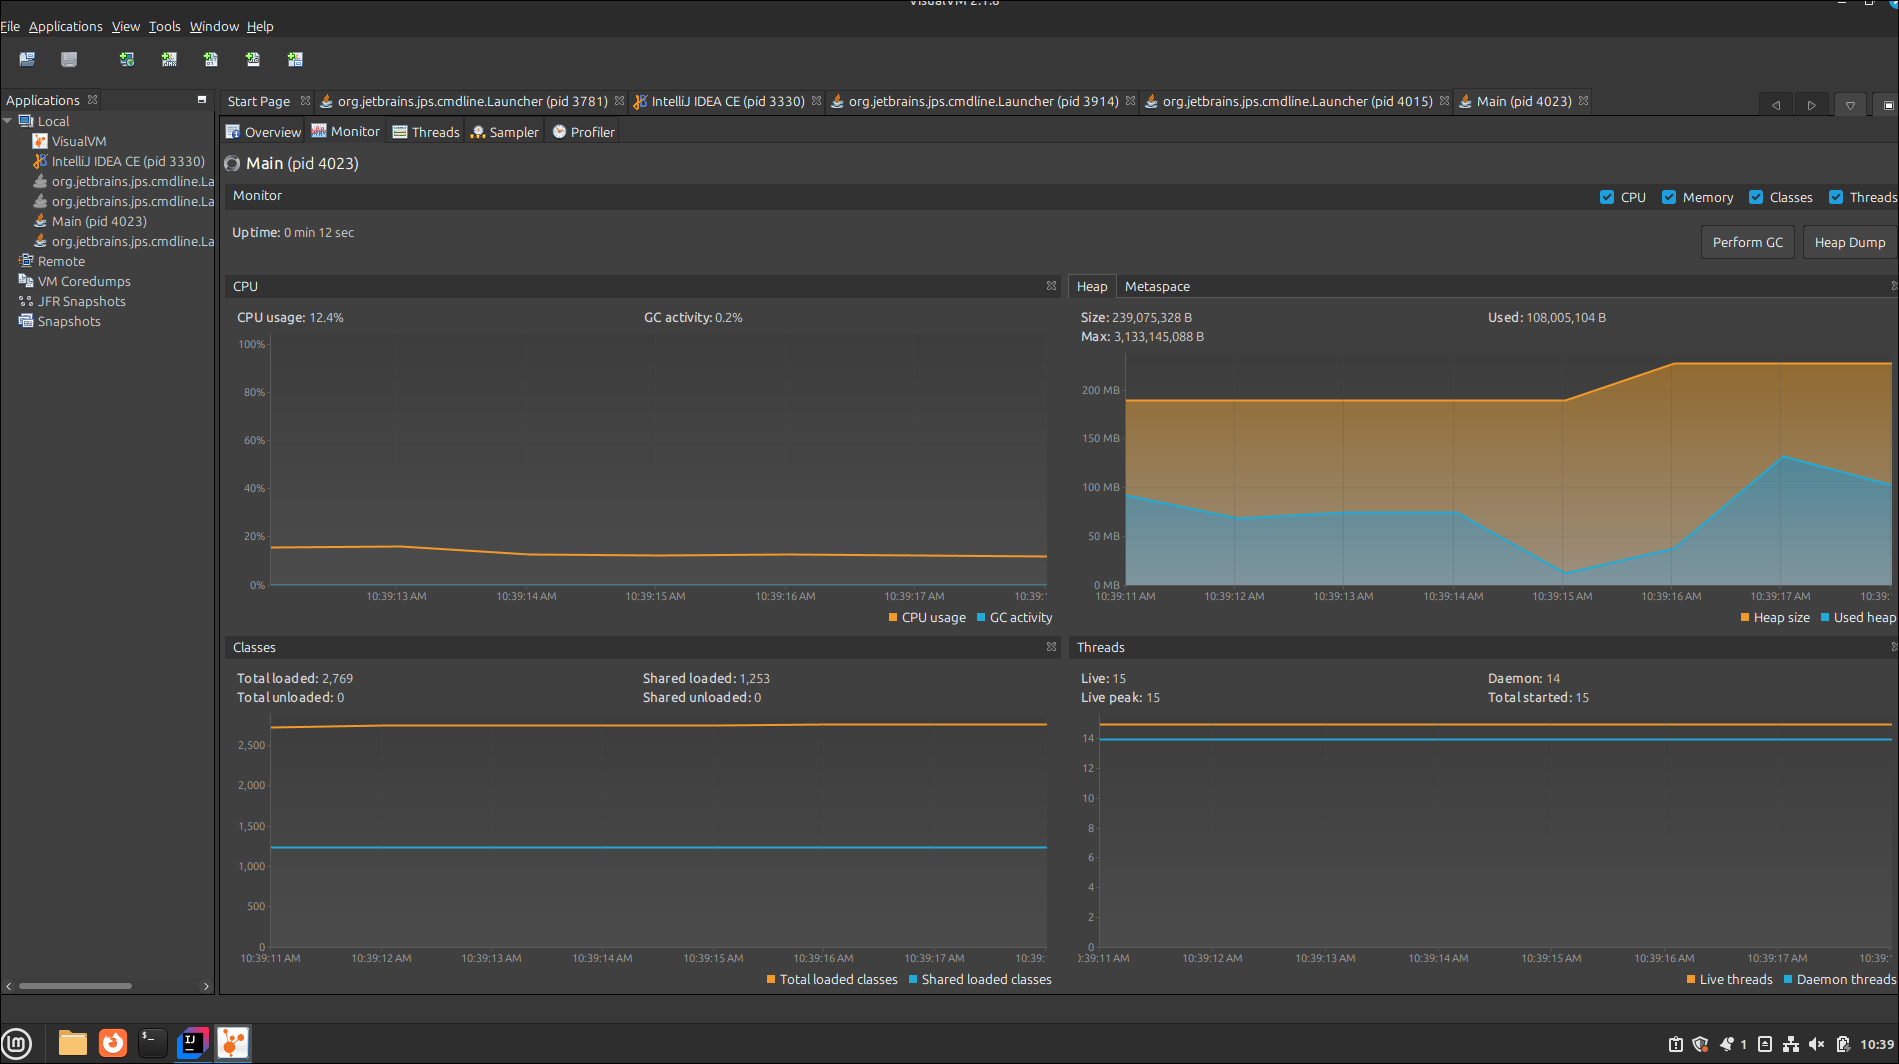 VisualVM 2.1.8
File Applications View Tools Window Help
Applications
Local
VisualVM
IntelliJ IDEA CE (pid 3330)
org.jetbrains.jps.cmdline.La
org.jetbrains.jps.cmdline.La
Main (pid 4023)
org.jetbrains.jps.cmdline.La
Remote
VM Coredumps
JFR Snapshots
Snapshots
Start Page org.jetbrains.jps.cmdline.Launcher (pid 3781) IntelliJ IDEA CE (pid 3330) org.jetbrains.jps.cmdline.Launcher (pid 3914) org.jetbrains.jps.cmdline.Launcher (pid 4015) Main (pid 4023)
Overview Monitor Threads Sampler Profiler
Main (pid 4023)
Monitor CPU Memory Classes Threads
Uptime: 0 min 12 sec
Perform GC Heap Dump
CPU
CPU usage: 12.4% GC activity: 0.2%
100%
80%
60%
40%
20%
0%
10:39:13 AM 10:39:14 AM 10:39:15 AM 10:39:16 AM 10:39:17 AM 10:39:1
CPU usage GC activity
Heap Metaspace
Size: 239,075,328 B Used: 108,005,104 B
Max: 3,133,145,088 B
200 MB
150 MB
100 MB
50 MB
0 MB
10:39:11 AM 10:39:12 AM 10:39:13 AM 10:39:14 AM 10:39:15 AM 10:39:16 AM 10:39:17 AM 10:39:
Heap size Used heap
Classes
Total loaded: 2,769 Shared loaded: 1,253
Total unloaded: 0 Shared unloaded: 0
2,500
2,000
1,500
1,000
500
0
10:39:11 AM 10:39:12 AM 10:39:13 AM 10:39:14 AM 10:39:15 AM 10:39:16 AM 10:39:17 AM 10:39:
Total loaded classes Shared loaded classes
Threads
Live: 15 Daemon: 14
Live peak: 15 Total started: 15
14
12
10
8
6
4
2
0
:39:11 AM 10:39:12 AM 10:39:13 AM 10:39:14 AM 10:39:15 AM 10:39:16 AM 10:39:17 AM 10:39:
Live threads Daemon threads
lm $_ IJ 1 10:39